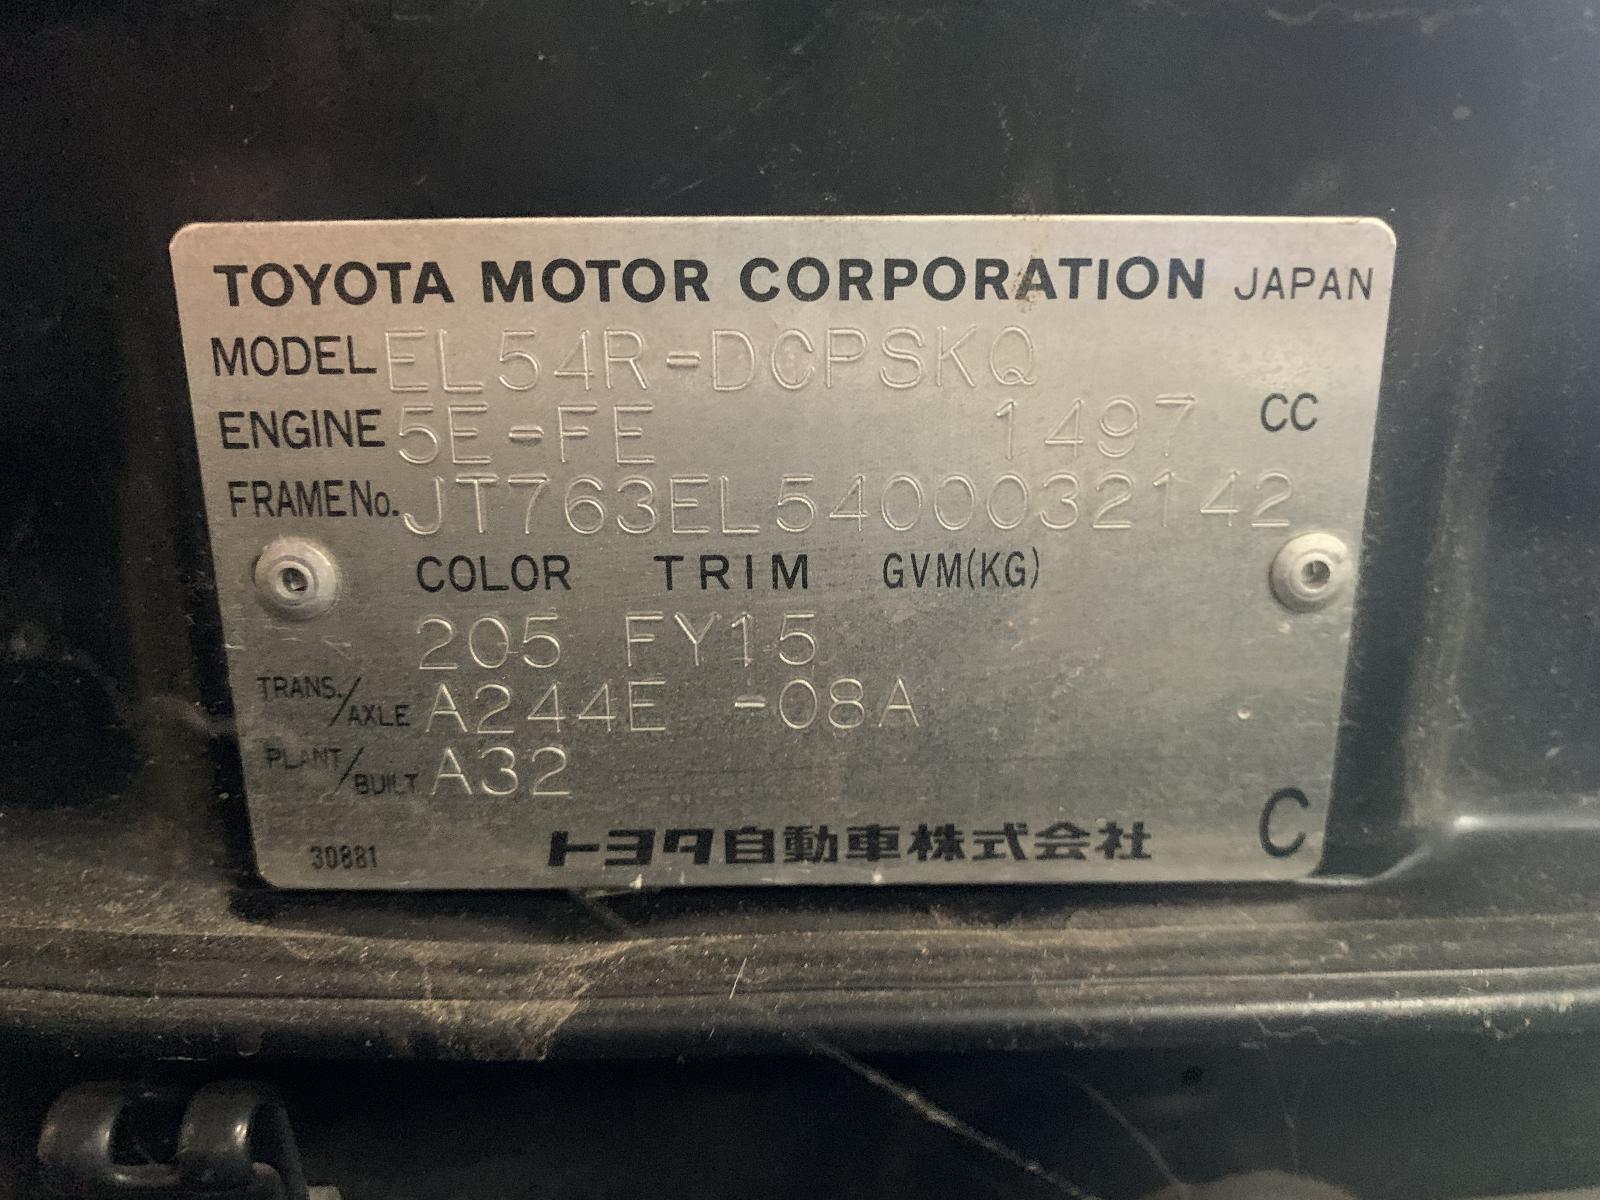 TOYOTA MOTOR CORPORATION JAPAN
MODEL EL54R-DCPSKQ
ENGINE 5E-FE 1497 CC
FRAME No. JT763EL5400032142
COLOR TRIM GVM(KG)
205 FY15
TRANS./AXLE A244E -08A
PLANT/BUILT A32
30881 トヨタ自動車株式会社 C